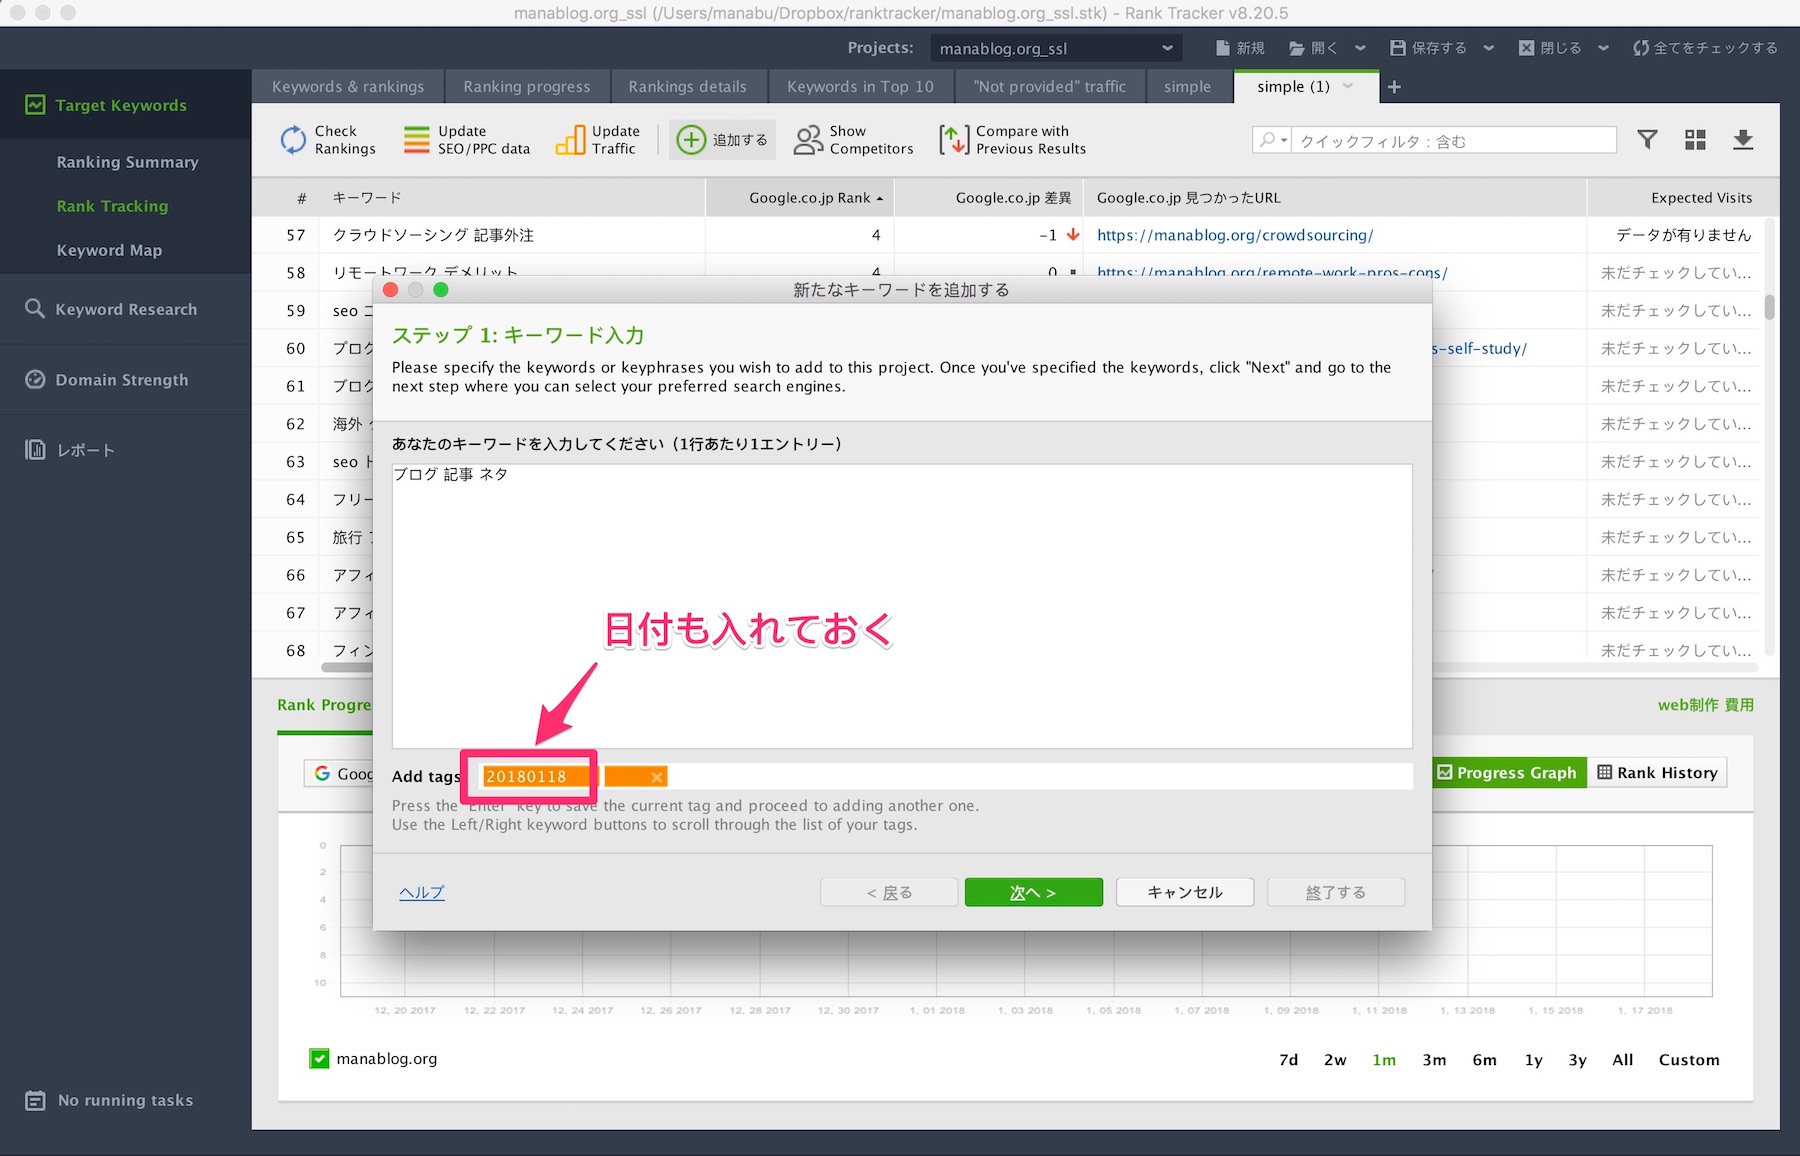 manablog.org_ssl (/Users/manabu/Dropbox/ranktracker/manablog.org_ssl.stk) - Rank Tracker v8.20.5
Projects: manablog.org_ssl 新規 開く 保存する 閉じる 全てをチェックする
Keywords & rankings Ranking progress Rankings details Keywords in Top 10 "Not provided" traffic simple simple (1) +
Target Keywords
Ranking Summary
Rank Tracking
Keyword Map
Keyword Research
Domain Strength
レポート
No running tasks
Check Rankings Update SEO/PPC data Update Traffic 追加する Show Competitors Compare with Previous Results クイックフィルタ：含む
# キーワード Google.co.jp Rank Google.co.jp 差異 Google.co.jp 見つかったURL Expected Visits
57 クラウドソーシング 記事外注 4 -1 https://manablog.org/crowdsourcing/ データが有りません
58 リモートワーク デメリット 4 0 https://manablog.org/remote-work-pros-cons/ 未だチェックしてい...
59 seo 未だチェックしてい...
60 ブログ s-self-study/ 未だチェックしてい...
61 ブログ 未だチェックしてい...
62 海外 未だチェックしてい...
63 seo 未だチェックしてい...
64 フリー 未だチェックしてい...
65 旅行 未だチェックしてい...
66 アフィ 未だチェックしてい...
67 アフィ 未だチェックしてい...
68 フィン 未だチェックしてい...
新たなキーワードを追加する
ステップ 1: キーワード入力
Please specify the keywords or keyphrases you wish to add to this project. Once you've specified the keywords, click "Next" and go to the
next step where you can select your preferred search engines.
あなたのキーワードを入力してください（1行あたり1エントリー）
ブログ 記事 ネタ
日付も入れておく
Add tags 20180118
Press the "Enter" key to save the current tag and proceed to adding another one.
Use the Left/Right keyword buttons to scroll through the list of your tags.
ヘルプ < 戻る 次へ > キャンセル 終了する
Rank Progre web制作 費用
Goog Progress Graph Rank History
0
2
4
6
8
10
12, 20 2017 12, 22 2017 12, 24 2017 12, 26 2017 12, 28 2017 12, 30 2017 1, 01 2018 1, 03 2018 1, 05 2018 1, 07 2018 1, 09 2018 1, 11 2018 1, 13 2018 1, 15 2018 1, 17 2018
manablog.org 7d 2w 1m 3m 6m 1y 3y All Custom